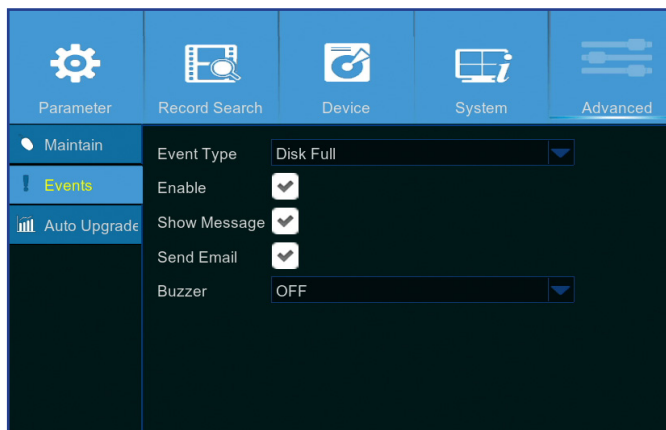 Parameter
Record Search
Device
System
Advanced
Maintain
Events
Auto Upgrade
Event Type Disk Full
Enable
Show Message
Send Email
Buzzer OFF